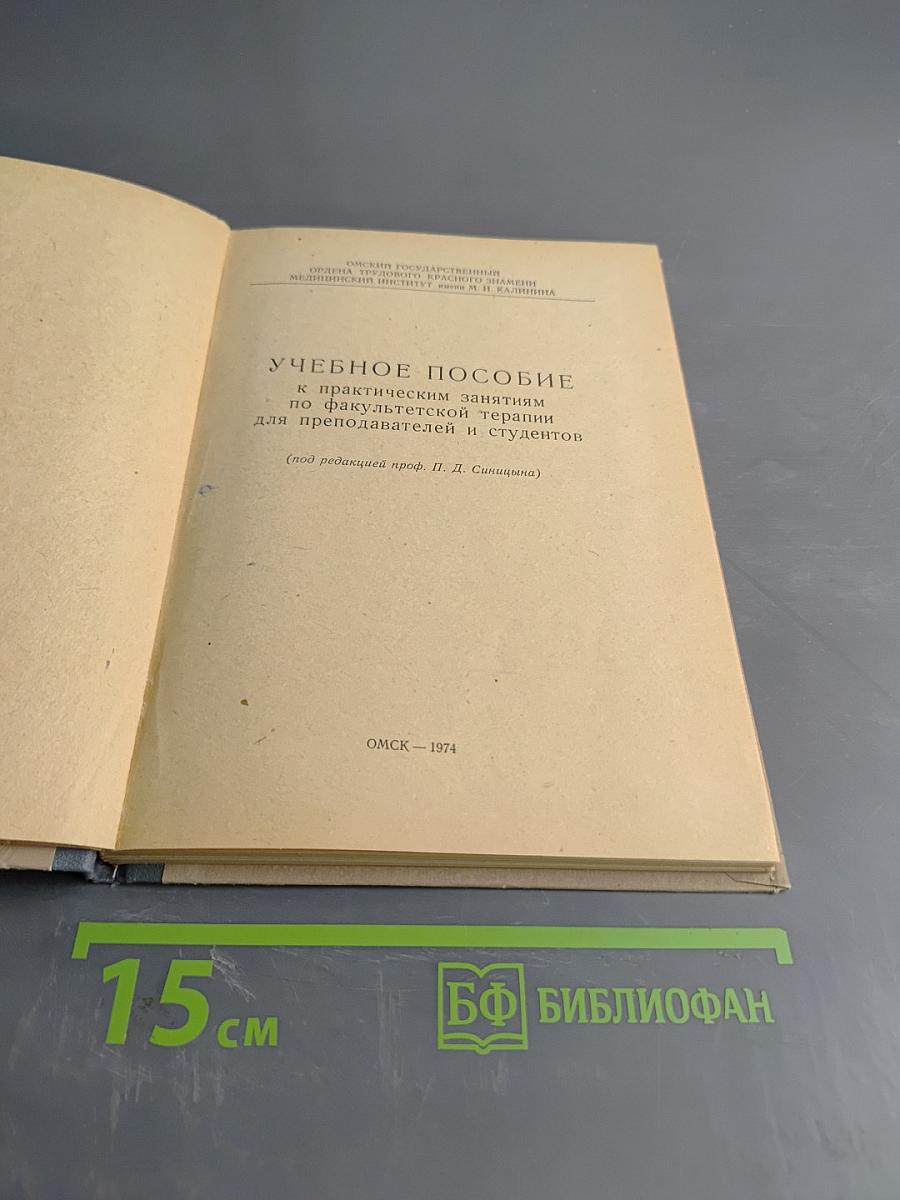 ОМСКИЙ ГОСУДАРСТВЕННЫЙ
ОРДЕНА ТРУДОВОГО КРАСНОГО ЗНАМЕНИ
МЕДИЦИНСКИЙ ИНСТИТУТ имени М. И. КАЛИНИНА
УЧЕБНОЕ ПОСОБИЕ
к практическим занятиям
по факультетской терапии
для преподавателей и студентов
(под редакцией проф. П. Д. Синицына)
ОМСК — 1974
15 см
БФ БИБЛИОФАН